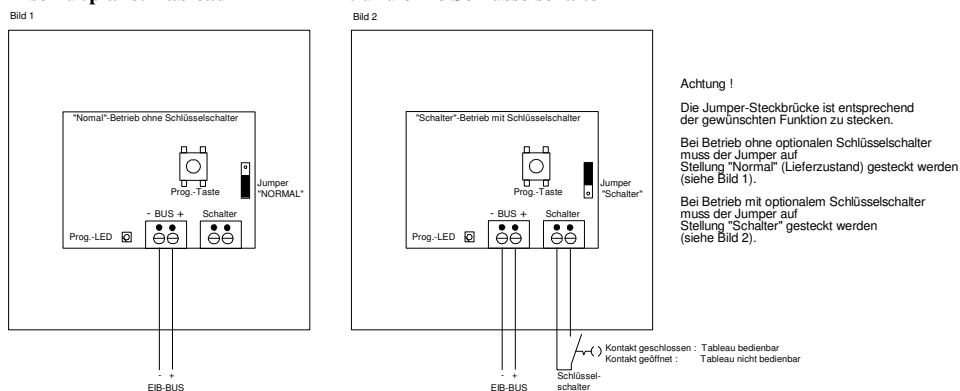 Bild 1
"Nomal"-Betrieb ohne Schlüsselschalter
Prog.-Taste
Jumper
"NORMAL"
- BUS +
Schalter
Prog.-LED
- +
EIB-BUS
Bild 2
"Schalter"-Betrieb mit Schlüsselschalter
Prog.-Taste
Jumper
"Schalter"
- BUS +
Schalter
Prog.-LED
- +
EIB-BUS
Schlüssel-
schalter
Kontakt geschlossen : Tableau bedienbar
Kontakt geöffnet : Tableau nicht bedienbar
Achtung !
Die Jumper-Steckbrücke ist entsprechend
der gewünschten Funktion zu stecken.
Bei Betrieb ohne optionalen Schlüsselschalter
muss der Jumper auf
Stellung "Normal" (Lieferzustand) gesteckt werden
(siehe Bild 1).
Bei Betrieb mit optionalem Schlüsselschalter
muss der Jumper auf
Stellung "Schalter" gesteckt werden
(siehe Bild 2).